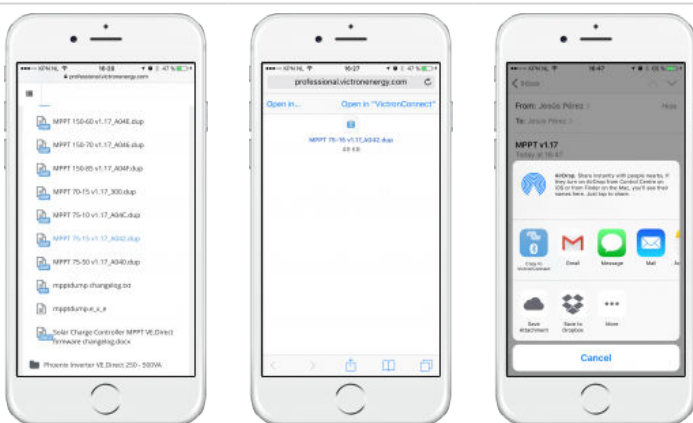 KPN NL 16:28 47 %
professional.victronenergy.com
MPPT 150-60 v1.17_A04E.dup
MPPT 150-70 v1.17_A046.dup
MPPT 150-85 v1.17_A04F.dup
MPPT 70-15 v1.17_300.dup
MPPT 75-10 v1.17_A04C.dup
MPPT 75-15 v1.17_A042.dup
MPPT 75-50 v1.17_A040.dup
mpptdump changelog.txt
mpptdump.e_x_e
Solar Charge Controller MPPT VE.Direct
firmware changelog.docx
Phoenix Inverter VE.Direct 250 - 500VA
KPN NL 16:27 47 %
professional.victronenergy.com
Open in... Open in "VictronConnect"
MPPT 75-15 v1.17_A042.dup
KPN NL 16:47
Inbox
From: Jesús Pérez
Hide
To: Jesús Pérez
MPPT v1.17
Today at 16:47
AirDrop. Share instantly with people nearby. If
they turn on AirDrop from Control Centre on
iOS or from Finder on the Mac, you'll see their
names here. Just tap to share.
Copy to
VictronConnect
Email
Message
Mail
Save
Attachment
Save to
Dropbox
More
Cancel